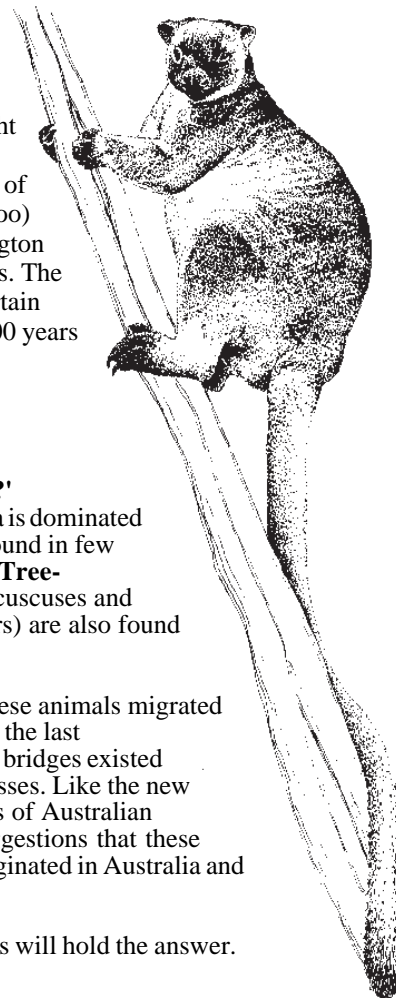 nt
of
oo)
gton
s. The
tain
00 years
?'
a is dominated
ound in few
Tree-
cuscuses and
rs) are also found
ese animals migrated
the last
bridges existed
sses. Like the new
s of Australian
gestions that these
ginated in Australia and
s will hold the answer.